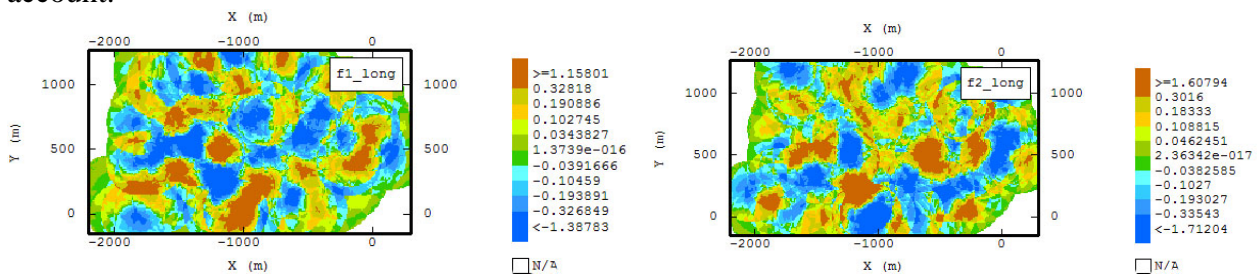 account.
X (m)
-2000 -1000 0
f1_long
1000 1000
Y (m)
500 500
0 0
-2000 -1000 0
X (m)
>=1.15801
0.32818
0.190886
0.102745
0.0343827
1.3739e-016
-0.0391666
-0.10459
-0.193891
-0.326849
<-1.38783
N/A
X (m)
-2000 -1000 0
f2_long
1000 1000
Y (m)
500 500
0 0
-2000 -1000 0
X (m)
>=1.60794
0.3016
0.18333
0.108815
0.0462451
2.36342e-017
-0.0382585
-0.1027
-0.193027
-0.33543
<-1.71204
N/A